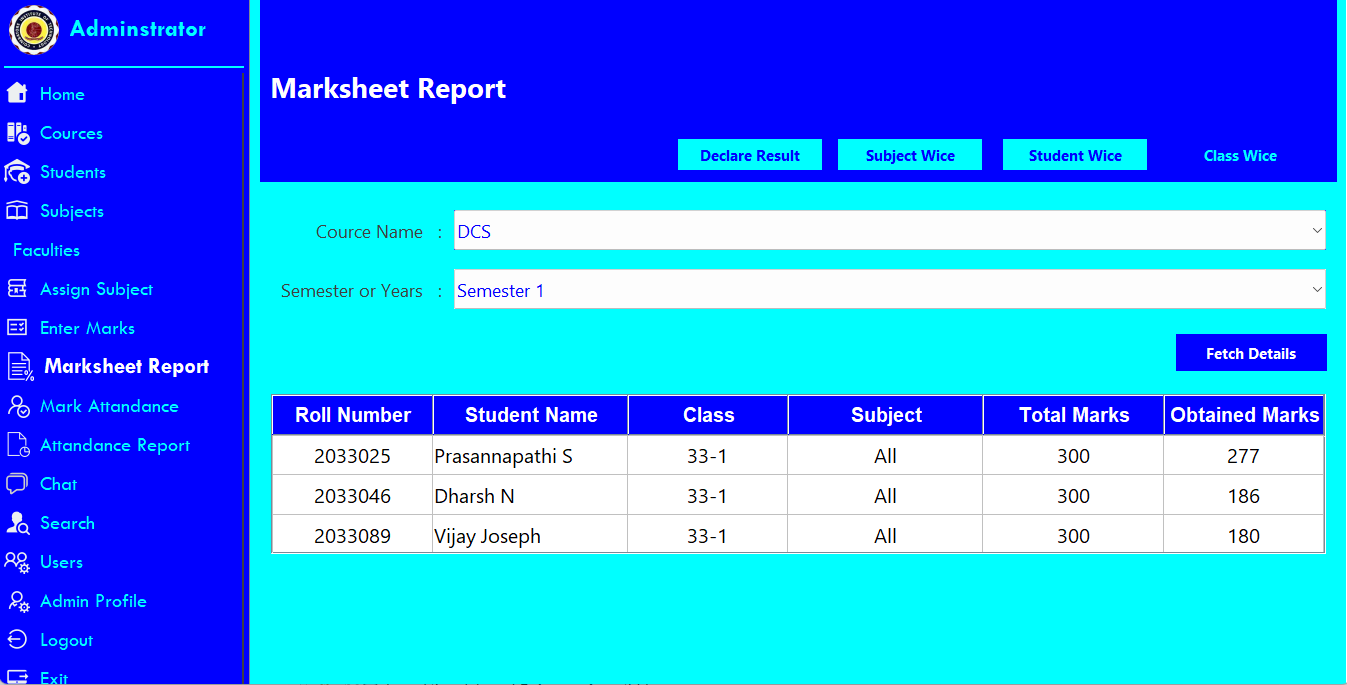 Adminstrator
Home
Cources
Students
Subjects
Faculties
Assign Subject
Enter Marks
Marksheet Report
Mark Attandance
Attandance Report
Chat
Search
Users
Admin Profile
Logout
Exit
Marksheet Report
Declare Result Subject Wice Student Wice Class Wice
Cource Name : DCS
Semester or Years : Semester 1
Fetch Details
Roll Number Student Name Class Subject Total Marks Obtained Marks
2033025 Prasannapathi S 33-1 All 300 277
2033046 Dharsh N 33-1 All 300 186
2033089 Vijay Joseph 33-1 All 300 180